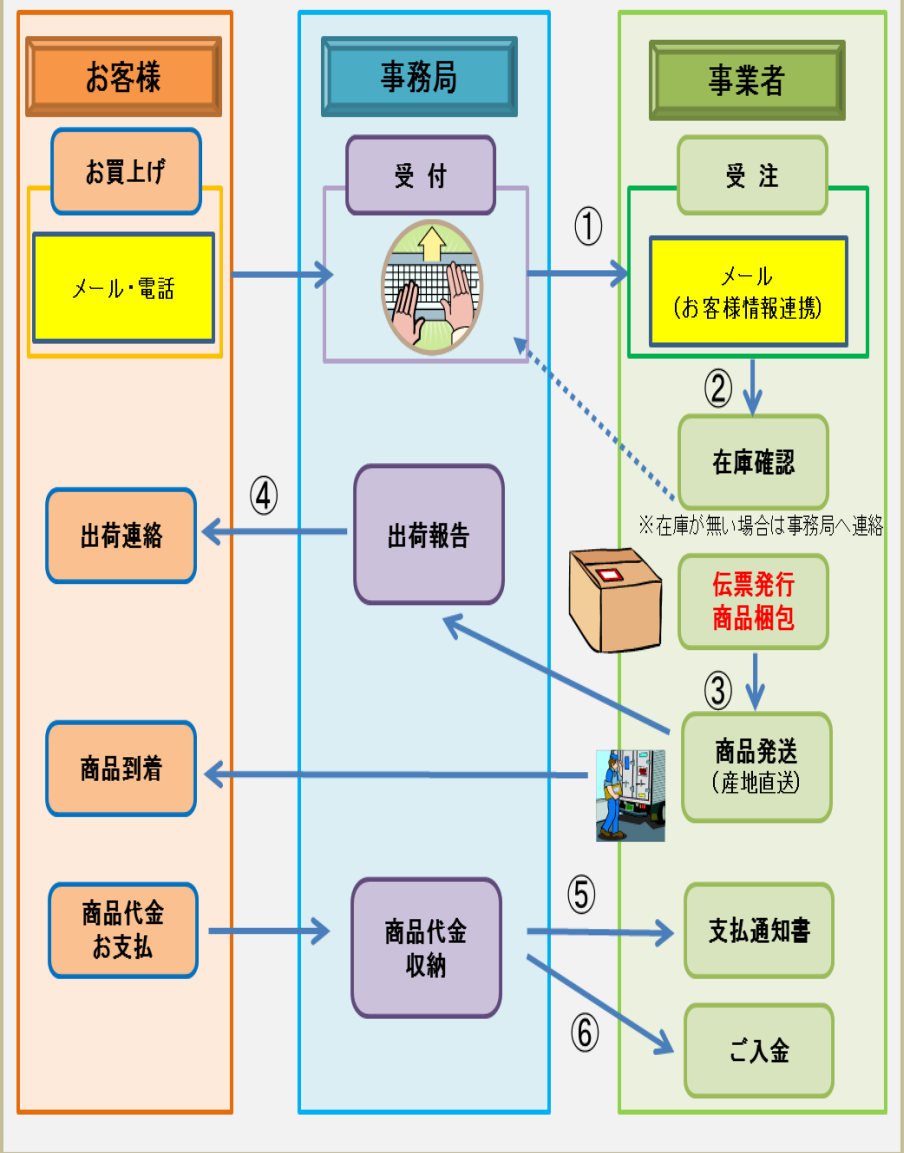 お客様
事務局
事業者
お買上げ
受付
受注
①
メール・電話
メール
(お客様情報連携)
②
在庫確認
※在庫が無い場合は事務局へ連絡
④
出荷連絡
出荷報告
伝票発行
商品梱包
③
商品到着
商品発送
(産地直送)
商品代金
お支払
商品代金
収納
⑤
支払通知書
⑥
ご入金